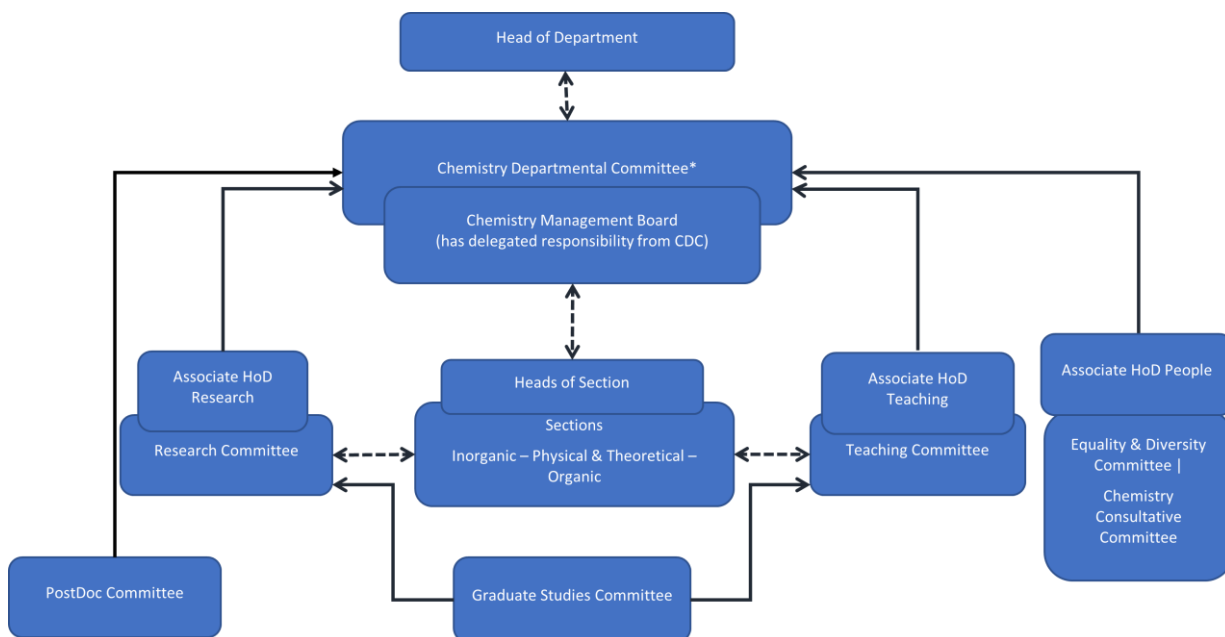 Head of Department
Chemistry Departmental Committee*
Chemistry Management Board
(has delegated responsibility from CDC)
Associate HoD
Research
Research Committee
Heads of Section
Sections
Inorganic – Physical & Theoretical –
Organic
Associate HoD
Teaching
Teaching Committee
Associate HoD People
Equality & Diversity
Committee |
Chemistry
Consultative
Committee
PostDoc Committee
Graduate Studies Committee